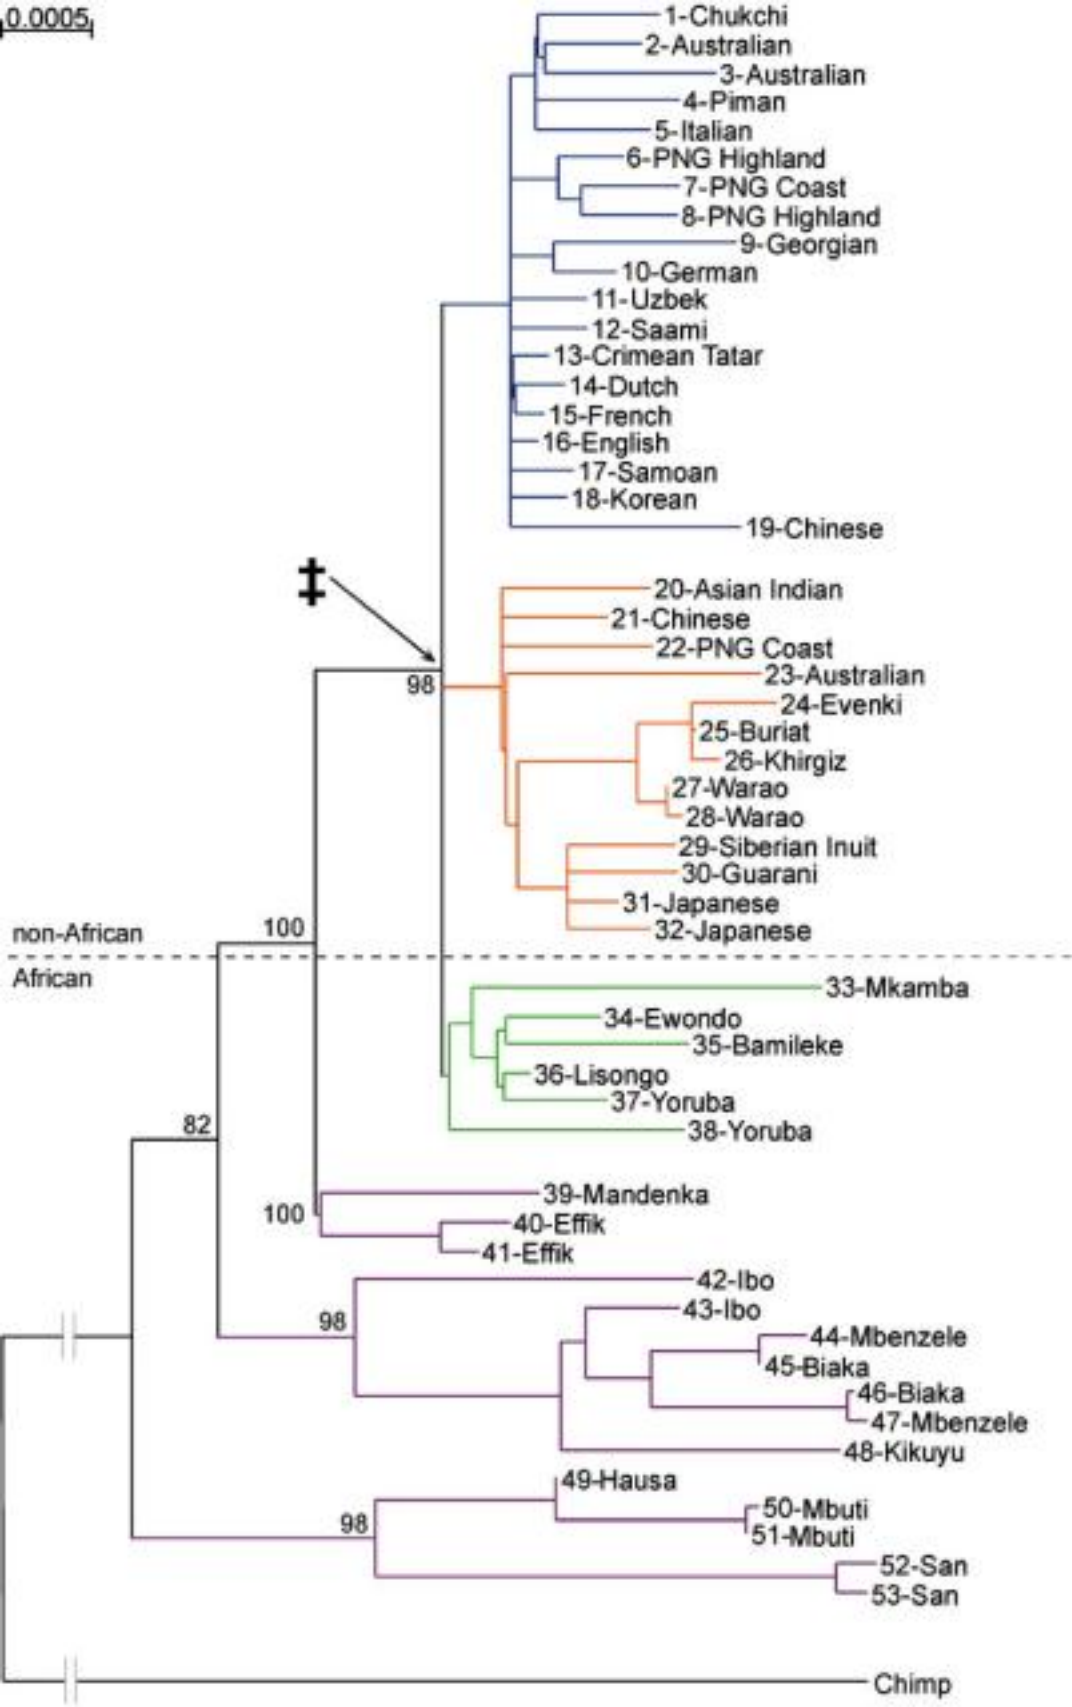 0.0005
1-Chukchi
2-Australian
3-Australian
4-Piman
5-Italian
6-PNG Highland
7-PNG Coast
8-PNG Highland
9-Georgian
10-German
11-Uzbek
12-Saami
13-Crimean Tatar
14-Dutch
15-French
16-English
17-Samoan
18-Korean
19-Chinese
‡
20-Asian Indian
21-Chinese
22-PNG Coast
23-Australian
98
24-Evenki
25-Buriat
26-Khirgiz
27-Warao
28-Warao
29-Siberian Inuit
30-Guarani
31-Japanese
32-Japanese
100
non-African
African
33-Mkamba
34-Ewondo
35-Bamileke
36-Lisongo
37-Yoruba
38-Yoruba
82
39-Mandenka
100
40-Effik
41-Effik
42-Ibo
43-Ibo
98
44-Mbenzele
45-Biaka
46-Biaka
47-Mbenzele
48-Kikuyu
49-Hausa
50-Mbuti
98
51-Mbuti
52-San
53-San
Chimp